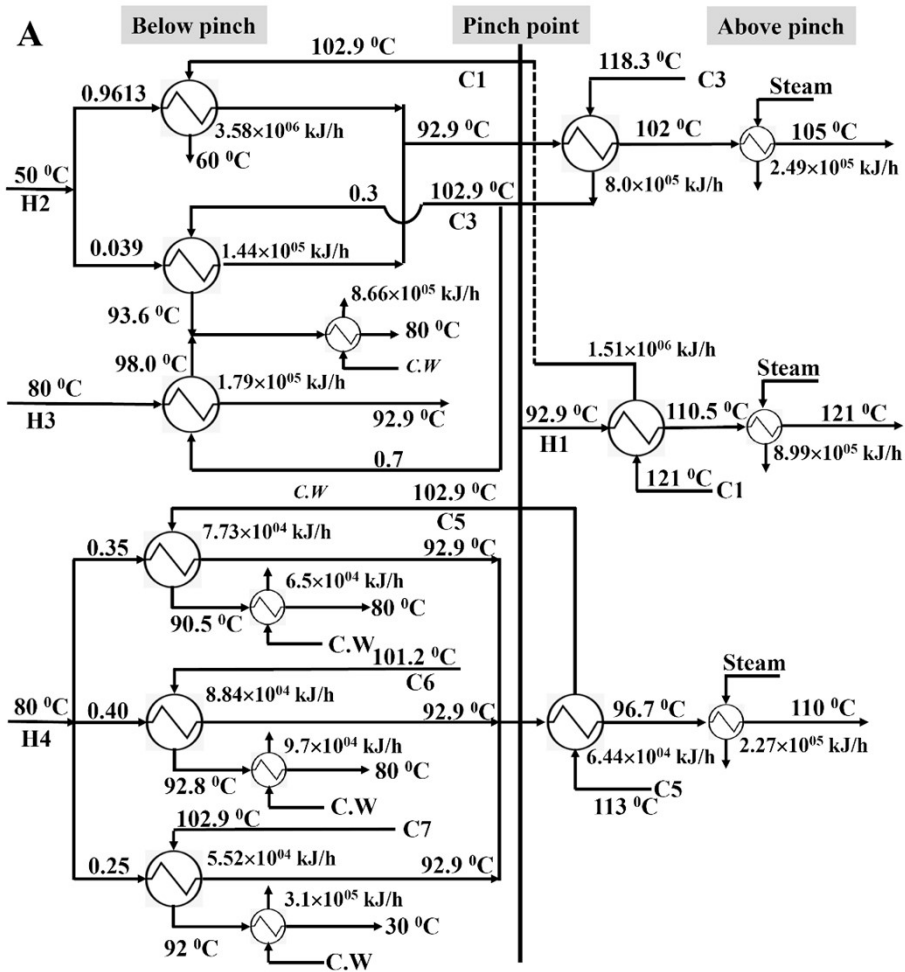 A
Below pinch
Pinch point
Above pinch
102.9 ⁰C
C1
118.3 ⁰C
C3
Steam
0.9613
3.58×10⁰⁶ kJ/h
60 ⁰C
92.9 ⁰C
102 ⁰C
105 ⁰C
8.0×10⁰⁵ kJ/h
2.49×10⁰⁵ kJ/h
50 ⁰C
H2
0.3
102.9 ⁰C
C3
0.039
1.44×10⁰⁵ kJ/h
93.6 ⁰C
8.66×10⁰⁵ kJ/h
80 ⁰C
C.W
98.0 ⁰C
80 ⁰C
H3
1.79×10⁰⁵ kJ/h
92.9 ⁰C
0.7
1.51×10⁰⁶ kJ/h
Steam
92.9 ⁰C
H1
110.5 ⁰C
121 ⁰C
8.99×10⁰⁵ kJ/h
121 ⁰C
C1
C.W
102.9 ⁰C
C5
7.73×10⁰⁴ kJ/h
0.35
92.9 ⁰C
6.5×10⁰⁴ kJ/h
80 ⁰C
90.5 ⁰C
C.W
101.2 ⁰C
C6
8.84×10⁰⁴ kJ/h
80 ⁰C
H4
0.40
92.9 ⁰C
9.7×10⁰⁴ kJ/h
80 ⁰C
92.8 ⁰C
C.W
Steam
96.7 ⁰C
110 ⁰C
6.44×10⁰⁴ kJ/h
2.27×10⁰⁵ kJ/h
C5
113 ⁰C
102.9 ⁰C
C7
5.52×10⁰⁴ kJ/h
0.25
92.9 ⁰C
3.1×10⁰⁵ kJ/h
30 ⁰C
92 ⁰C
C.W